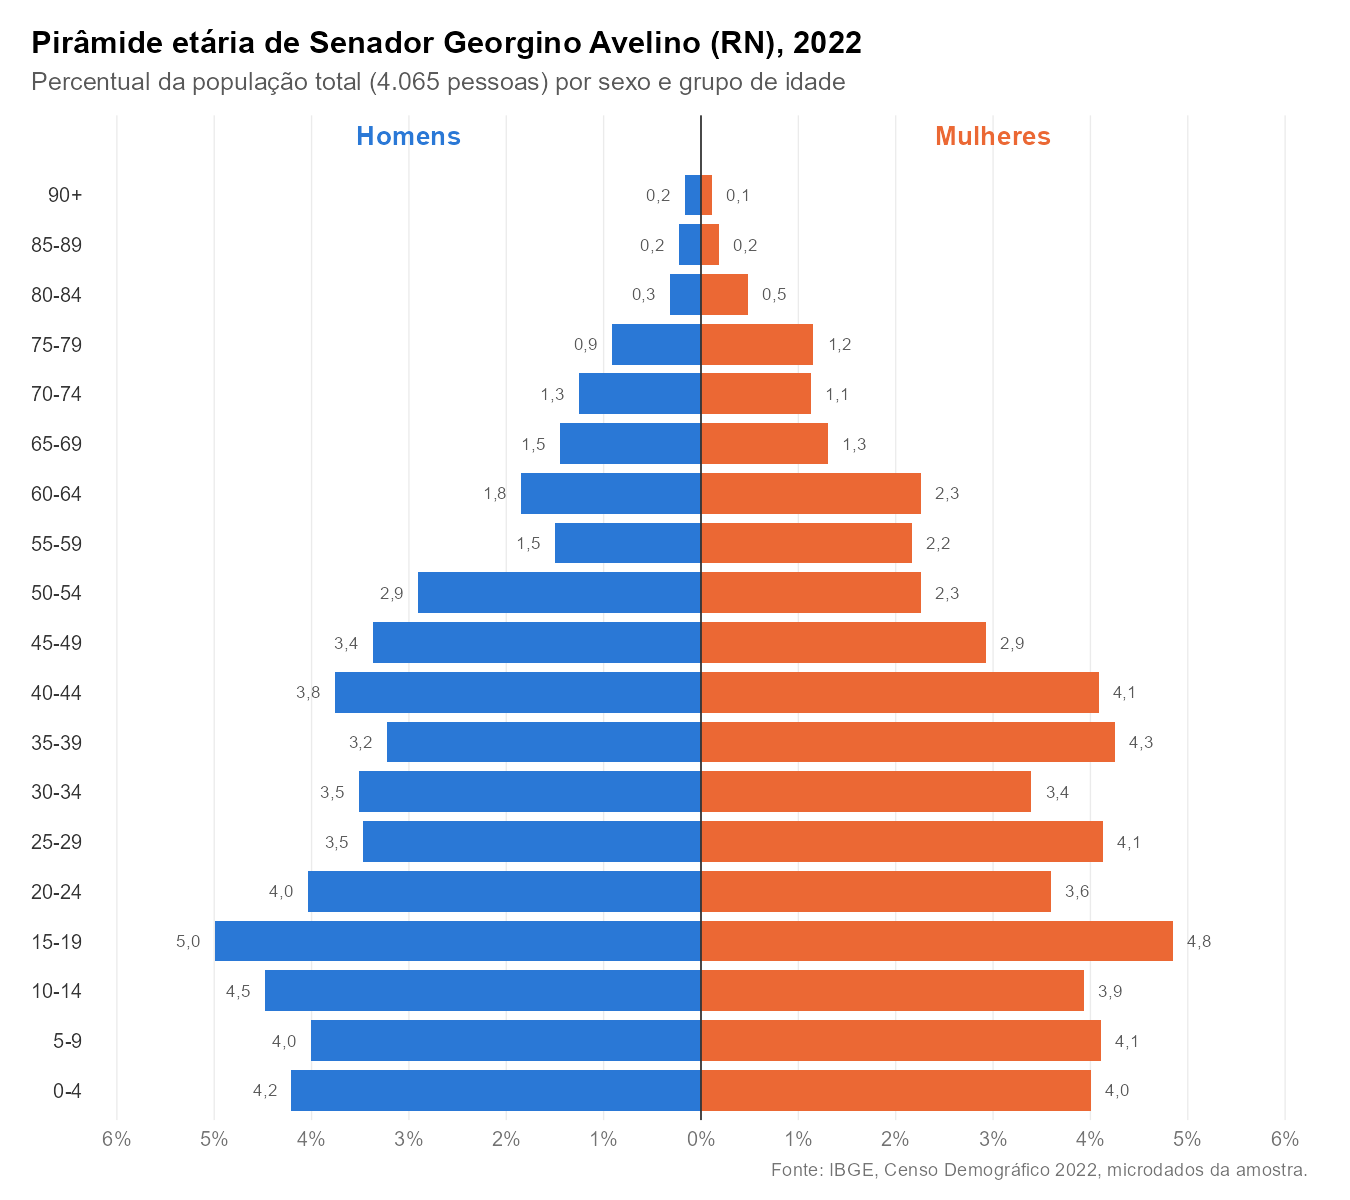 Pirâmide etária de Senador Georgino Avelino (RN), 2022
Percentual da população total (4.065 pessoas) por sexo e grupo de idade
Homens Mulheres
90+ 0,2 0,1
85-89 0,2 0,2
80-84 0,3 0,5
75-79 0,9 1,2
70-74 1,3 1,1
65-69 1,5 1,3
60-64 1,8 2,3
55-59 1,5 2,2
50-54 2,9 2,3
45-49 3,4 2,9
40-44 3,8 4,1
35-39 3,2 4,3
30-34 3,5 3,4
25-29 3,5 4,1
20-24 4,0 3,6
15-19 5,0 4,8
10-14 4,5 3,9
5-9 4,0 4,1
0-4 4,2 4,0
6% 5% 4% 3% 2% 1% 0% 1% 2% 3% 4% 5% 6%
Fonte: IBGE, Censo Demográfico 2022, microdados da amostra.